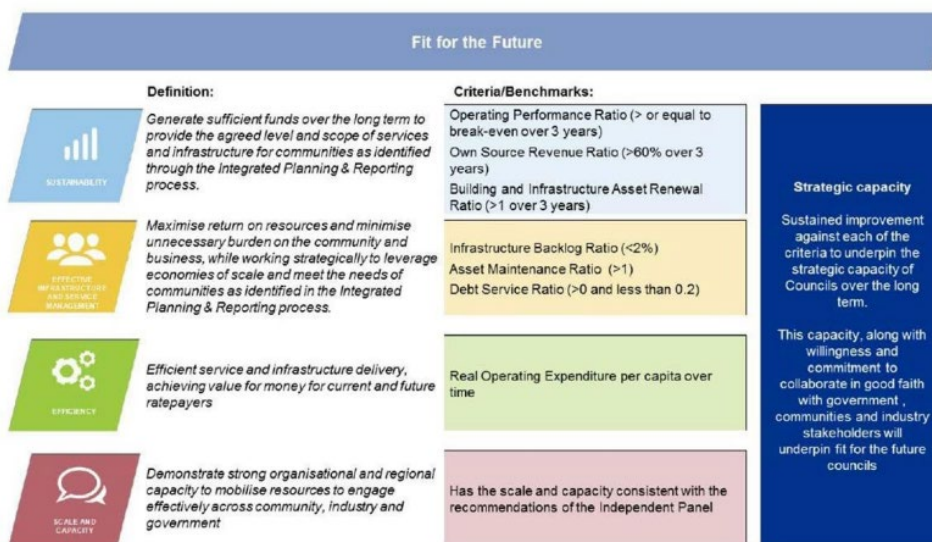 Fit for the Future
Definition:
Criteria/Benchmarks:
SUSTAINABILITY
Generate sufficient funds over the long term to
provide the agreed level and scope of services
and infrastructure for communities as identified
through the Integrated Planning & Reporting
process.
Operating Performance Ratio (> or equal to
break-even over 3 years)
Own Source Revenue Ratio (>60% over 3
years)
Building and Infrastructure Asset Renewal
Ratio (>1 over 3 years)
EFFECTIVE
INFRASTRUCTURE
AND SERVICE
MANAGEMENT
Maximise return on resources and minimise
unnecessary burden on the community and
business, while working strategically to leverage
economies of scale and meet the needs of
communities as identified in the Integrated
Planning & Reporting process.
Infrastructure Backlog Ratio (<2%)
Asset Maintenance Ratio (>1)
Debt Service Ratio (>0 and less than 0.2)
EFFICIENCY
Efficient service and infrastructure delivery,
achieving value for money for current and future
ratepayers
Real Operating Expenditure per capita over
time
SCALE AND
CAPACITY
Demonstrate strong organisational and regional
capacity to mobilise resources to engage
effectively across community, industry and
government
Has the scale and capacity consistent with the
recommendations of the Independent Panel
Strategic capacity
Sustained improvement
against each of the
criteria to underpin the
strategic capacity of
Councils over the long
term.
This capacity, along with
willingness and
commitment to
collaborate in good faith
with government ,
communities and industry
stakeholders will
underpin fit for the future
councils